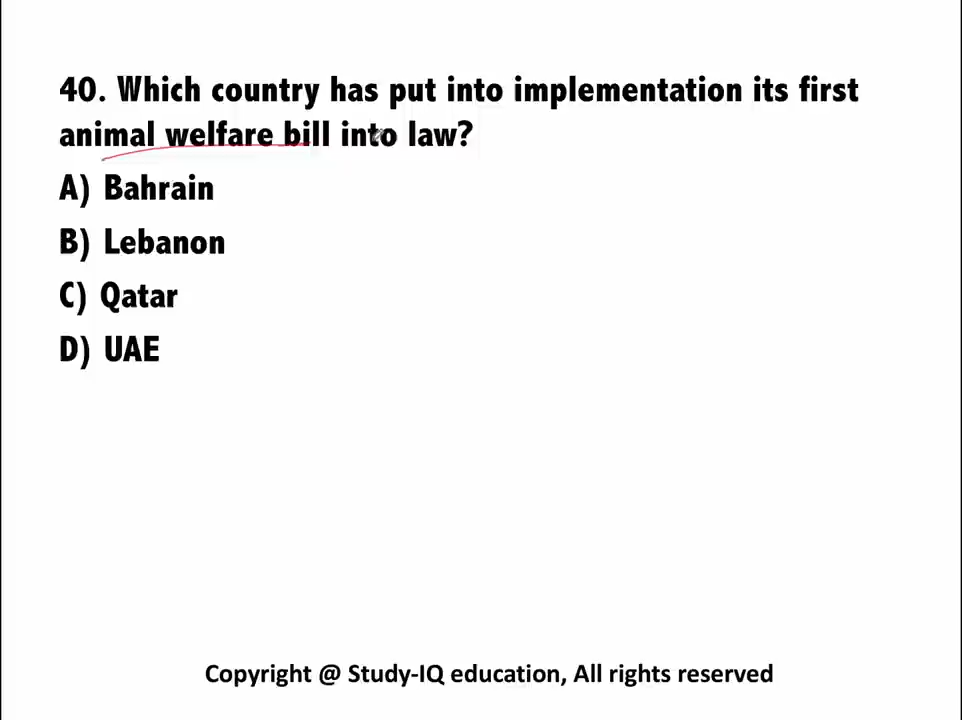 40. Which country has put into implementation its first
animal welfare bill into law?
A) Bahrain
B) Lebanon
C) Qatar
D) UAE
Copyright @ Study-IQ education, All rights reserved